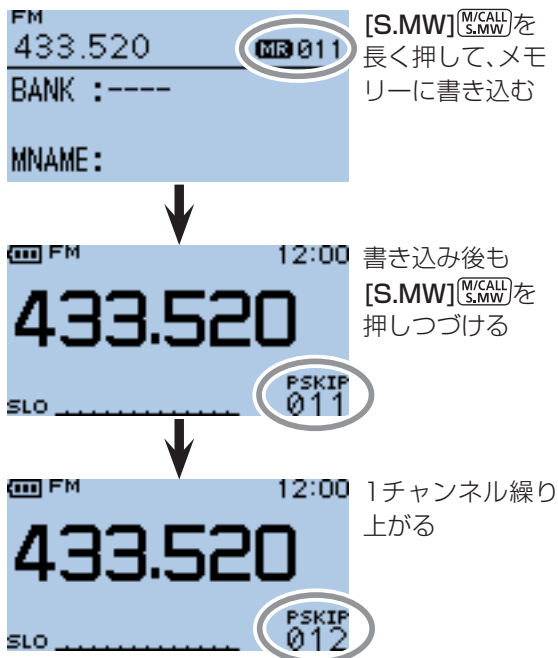 FM
433.520 MR 011
BANK :----
MNAME:
[S.MW] M/CALL S.MW を
長く押して、メモ
リーに書き込む
FM 12:00
433.520
PSKIP
SLO 011
書き込み後も
[S.MW] M/CALL S.MW を
押しつづける
FM 12:00
433.520
PSKIP
SLO 012
1チャンネル繰り
上がる